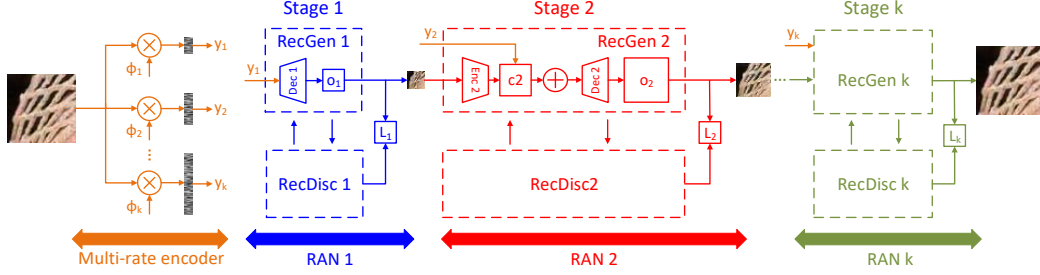 Stage 1
Stage 2
Stage k
RecGen 1
RecGen 2
RecGen k
y₁
ϕ₁
y₂
ϕ₂
...
yₖ
ϕₖ
y₁
Dec 1
o₁
L₁
RecDisc 1
y₂
Enc 2
c2
Dec 2
o₂
L₂
RecDisc2
yₖ
Lₖ
RecDisc k
Multi-rate encoder
RAN 1
RAN 2
RAN k